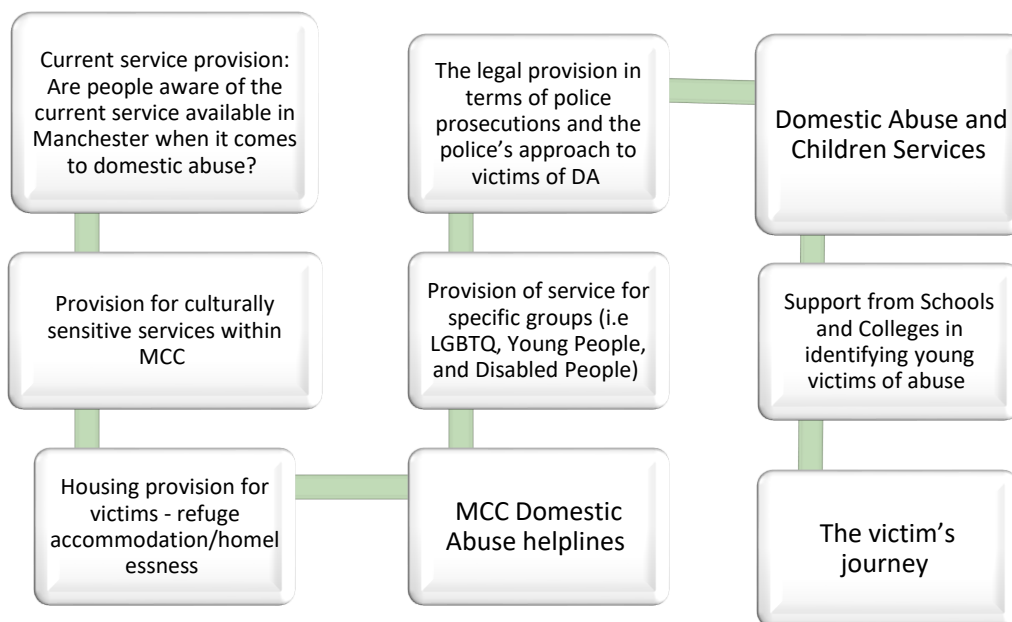 Current service provision:
Are people aware of the
current service available in
Manchester when it comes
to domestic abuse?
Provision for culturally
sensitive services within
MCC
Housing provision for
victims - refuge
accommodation/homel
essness
MCC Domestic
Abuse helplines
Provision of service for
specific groups (i.e
LGBTQ, Young People,
and Disabled People)
The legal provision in
terms of police
prosecutions and the
police’s approach to
victims of DA
Domestic Abuse and
Children Services
Support from Schools
and Colleges in
identifying young
victims of abuse
The victim’s
journey